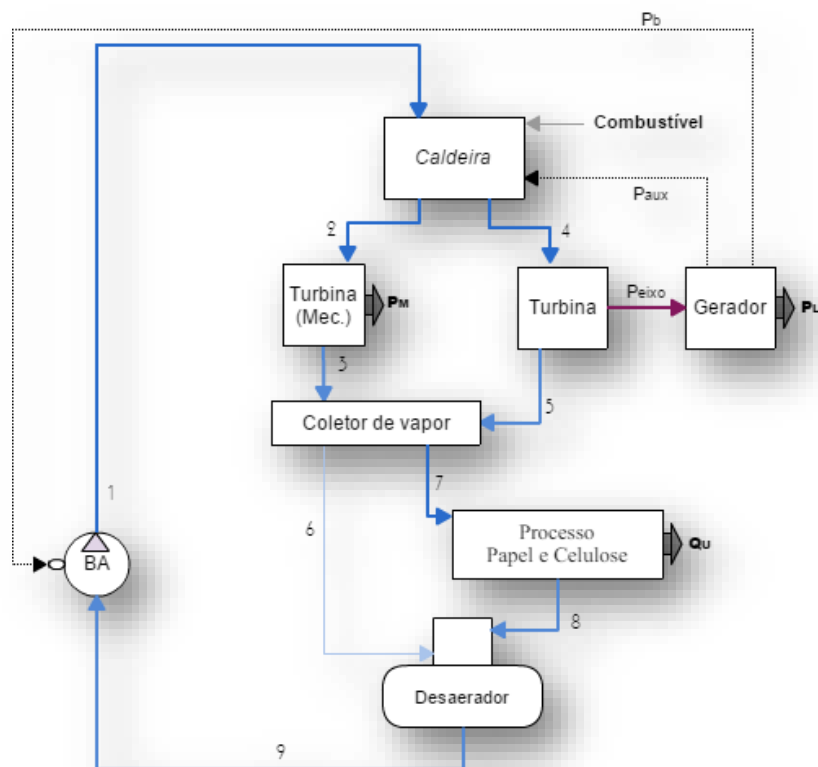 Pb
Combustível
Caldeira
Paux
2
4
Turbina
(Mec.)
PM
Turbina
Peixo
Gerador
PL
3
5
Coletor de vapor
7
1
6
Processo
Papel e Celulose
QU
BA
8
Desaerador
9